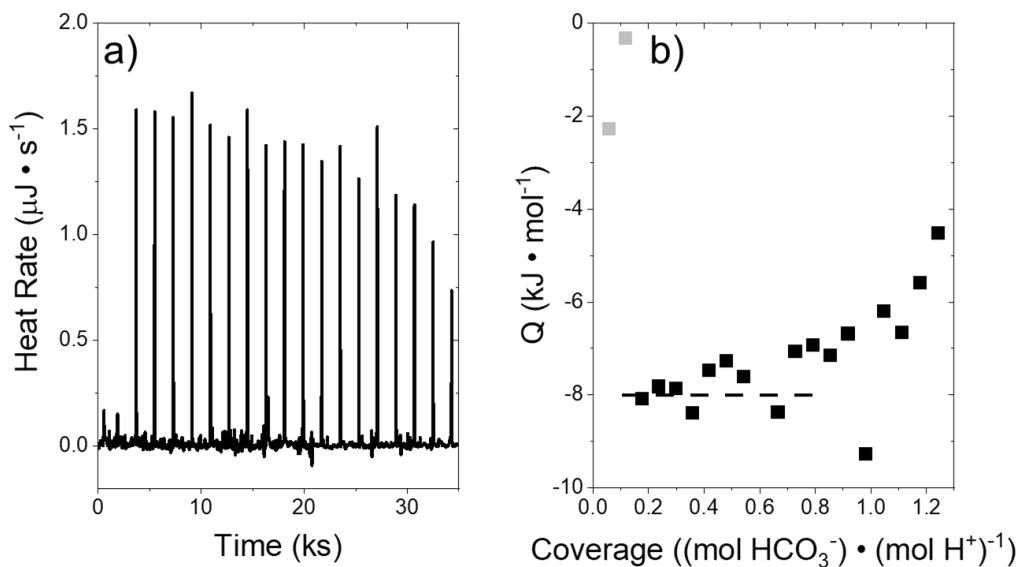 a)
2.0
1.5
1.0
0.5
0.0
Heat Rate (μJ • s⁻¹)
0 10 20 30
Time (ks)
b)
0
-2
-4
-6
-8
-10
Q (kJ • mol⁻¹)
0.0 0.2 0.4 0.6 0.8 1.0 1.2
Coverage ((mol HCO₃⁻) • (mol H⁺)⁻¹)